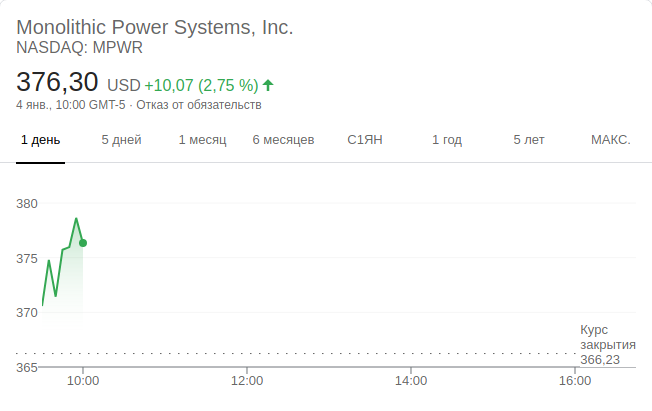 Monolithic Power Systems, Inc.
NASDAQ: MPWR
376,30 USD +10,07 (2,75 %)
4 янв., 10:00 GMT-5 · Отказ от обязательств
1 день 5 дней 1 месяц 6 месяцев С1ЯН 1 год 5 лет МАКС.
380
375
370
Курс
закрытия
366,23
365
10:00 12:00 14:00 16:00